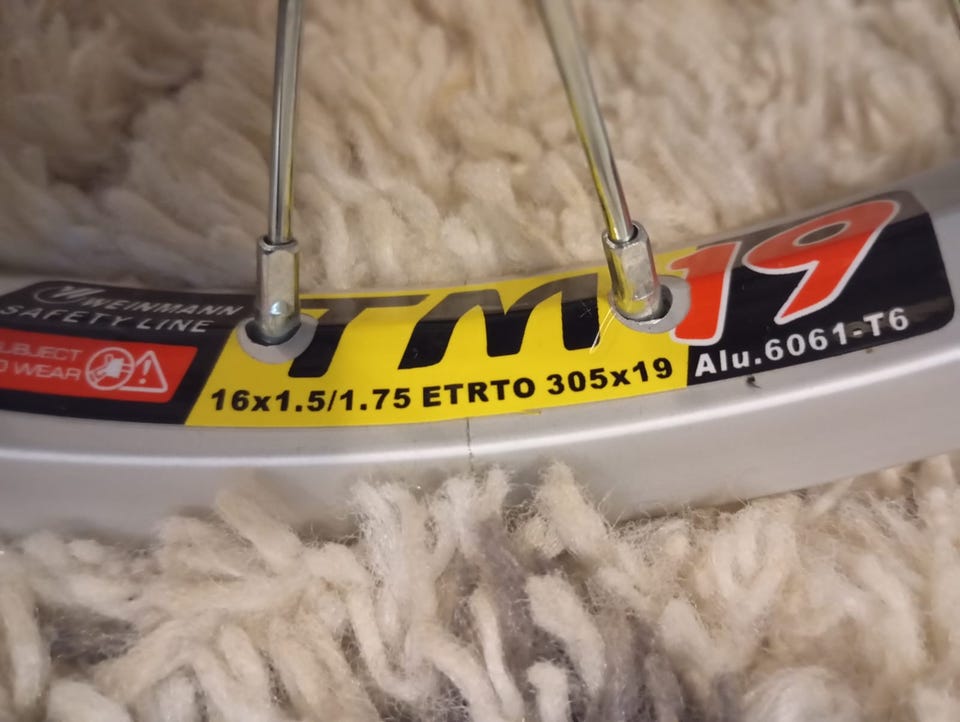 WEINMANN
SAFETY LINE
SUBJECT
TO WEAR
TM19
16x1.5/1.75 ETRTO 305x19
Alu.6061-T6